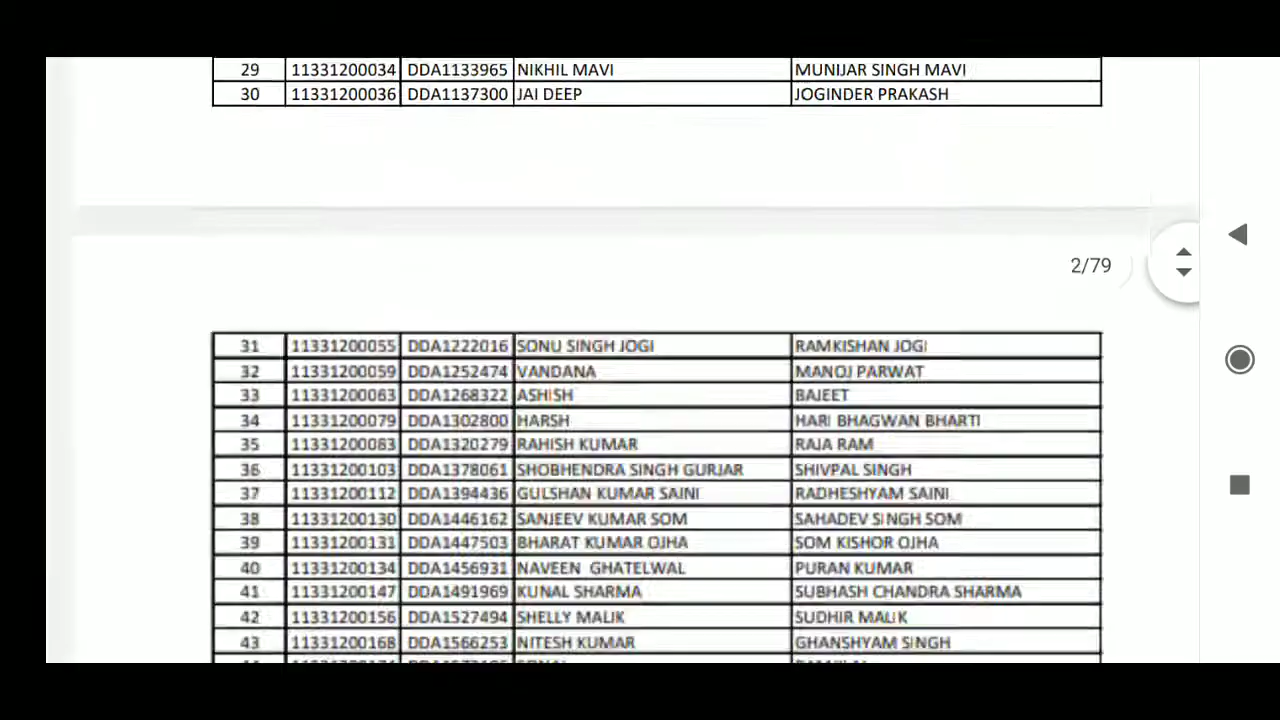 29 11331200034 DDA1133965 NIKHIL MAVI MUNIJAR SINGH MAVI
30 11331200036 DDA1137300 JAI DEEP JOGINDER PRAKASH
2/79
31 11331200055 DDA1222016 SONU SINGH JOGI RAMKISHAN JOGI
32 11331200059 DDA1252474 VANDANA MANOJ PARWAT
33 11331200063 DDA1268322 ASHISH BAJEET
34 11331200079 DDA1302800 HARSH HARI BHAGWAN BHARTI
35 11331200083 DDA1320279 RAHISH KUMAR RAJA RAM
36 11331200103 DDA1378061 SHOBHENDRA SINGH GURJAR SHIVPAL SINGH
37 11331200112 DDA1394436 GULSHAN KUMAR SAINI RADHESHYAM SAINI
38 11331200130 DDA1446162 SANJEEV KUMAR SOM SAHADEV SINGH SOM
39 11331200131 DDA1447503 BHARAT KUMAR OJHA SOM KISHOR OJHA
40 11331200134 DDA1456931 NAVEEN GHATELWAL PURAN KUMAR
41 11331200147 DDA1491969 KUNAL SHARMA SUBHASH CHANDRA SHARMA
42 11331200156 DDA1527494 SHELLY MALIK SUDHIR MALIK
43 11331200168 DDA1566253 NITESH KUMAR GHANSHYAM SINGH